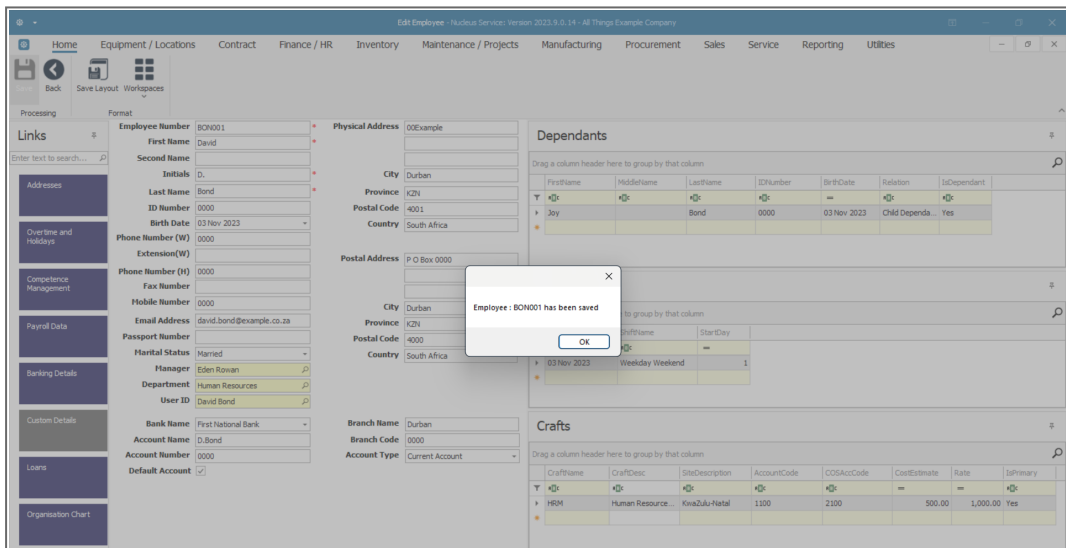 Edit Employee - Nucleus Service: Version 2023.9.0.14 - All Things Example Company
Home Equipment / Locations Contract Finance / HR Inventory Maintenance / Projects Manufacturing Procurement Sales Service Reporting Utilities
Save Back Save Layout Workspaces
Processing Format
Links
Enter text to search...
Addresses
Overtime and
Holidays
Competence
Management
Payroll Data
Banking Details
Custom Details
Loans
Organisation Chart
Employee Number BON001 *
First Name David *
Second Name
Initials D.
Last Name Bond *
ID Number 0000
Birth Date 03 Nov 2023
Phone Number (W) 0000
Extension(W)
Phone Number (H) 0000
Fax Number
Mobile Number 0000
Email Address david.bond@example.co.za
Passport Number
Marital Status Married
Manager Eden Rowan
Department Human Resources
User ID David Bond
Bank Name First National Bank
Account Name D.Bond
Account Number 0000
Default Account
Physical Address 00Example
City Durban
Province KZN
Postal Code 4001
Country South Africa
Postal Address P O Box 0000
City Durban
Province KZN
Postal Code 4000
Country South Africa
Branch Name Durban
Branch Code 0000
Account Type Current Account
Employee : BON001 has been saved
OK
Dependants
Drag a column header here to group by that column
FirstName MiddleName LastName IDNumber BirthDate Relation IsDependant
Joy Bond 0000 03 Nov 2023 Child Dependa... Yes
to group by that column
ShiftName StartDay
03 Nov 2023 Weekday Weekend 1
Crafts
Drag a column header here to group by that column
CraftName CraftDesc SiteDescription AccountCode COSAccCode CostEstimate Rate IsPrimary
HRM Human Resource... KwaZulu-Natal 1100 2100 500.00 1,000.00 Yes